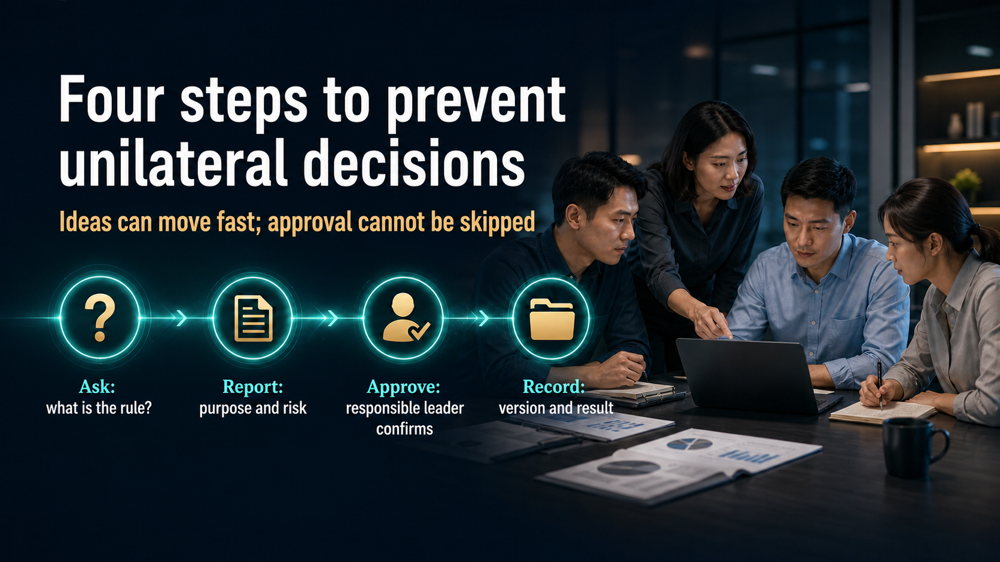 Four steps to prevent
unilateral decisions
Ideas can move fast; approval cannot be skipped
Ask:
what is the rule?
Report:
purpose and risk
Approve:
responsible leader
confirms
Record:
version and result